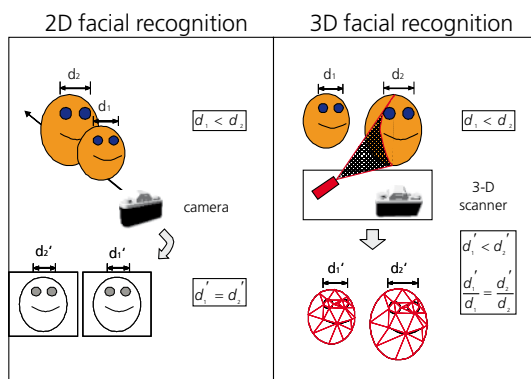 2D facial recognition
d₂
d₁
d₁ < d₂
camera
d₂'
d₁'
d₁' = d₂'
3D facial recognition
d₁
d₂
d₁ < d₂
3-D
scanner
d₁' < d₂'
d₁'/d₁ = d₂'/d₂
d₁'
d₂'